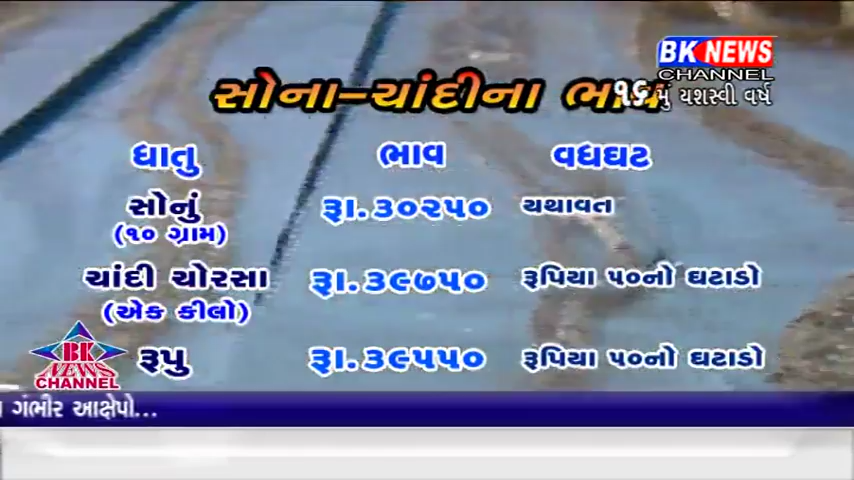 BK NEWS
CHANNEL
સોના-ચાંદીના ભાવ
૧૬મું યશસ્વી વર્ષ
ધાતુ ભાવ વધઘટ
સોનું રૂા.૩૦૨૫૦ યથાવત
(૧૦ ગ્રામ)
ચાંદી ચોરસા રૂા.૩૯૭૫૦ રૂપિયા ૫૦નો ઘટાડો
(એક કીલો)
રૂપુ રૂા.૩૯૫૫૦ રૂપિયા ૫૦નો ઘટાડો
BK
NEWS
CHANNEL
ગંભીર આક્ષેપો...